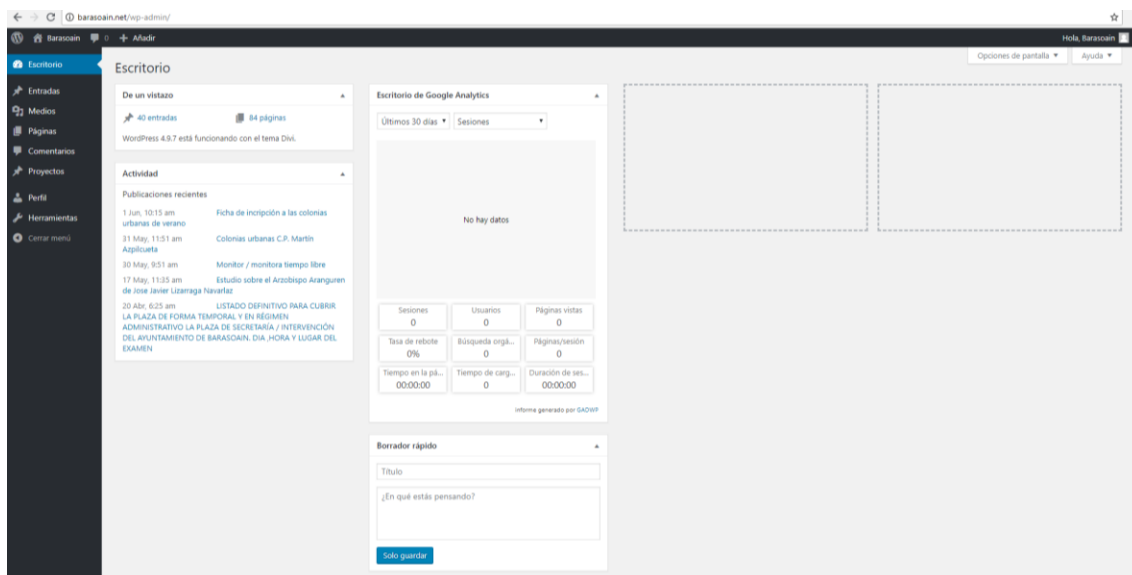 barasoain.net/wp-admin/
Barasoain 0 Añadir
Hola, Barasoain
Opciones de pantalla Ayuda
Escritorio
Entradas
Medios
Páginas
Comentarios
Proyectos
Perfil
Herramientas
Cerrar menú
Escritorio
De un vistazo
40 entradas 84 páginas
WordPress 4.9.7 está funcionando con el tema Divi.
Actividad
Publicaciones recientes
1 Jun, 10:15 am Ficha de incripción a las colonias
urbanas de verano
31 May, 11:51 am Colonias urbanas C.P. Martín
Azpilcueta
30 May, 9:51 am Monitor / monitora tiempo libre
17 May, 11:35 am Estudio sobre el Arzobispo Aranguren
de Jose Javier Lizarraga Navarlaz
20 Abr, 6:25 am LISTADO DEFINITIVO PARA CUBRIR
LA PLAZA DE FORMA TEMPORAL Y EN RÉGIMEN
ADMINISTRATIVO LA PLAZA DE SECRETARÍA / INTERVENCIÓN
DEL AYUNTAMIENTO DE BARASOAIN. DIA ,HORA Y LUGAR DEL
EXAMEN
Escritorio de Google Analytics
Últimos 30 días Sesiones
No hay datos
Sesiones Usuarios Páginas vistas
0 0 0
Tasa de rebote Búsqueda orgá... Páginas/sesión
0% 0 0
Tiempo en la pá... Tiempo de carg... Duración de ses...
00:00:00 0 00:00:00
informe generado por GADWP
Borrador rápido
Título
¿En qué estás pensando?
Solo guardar